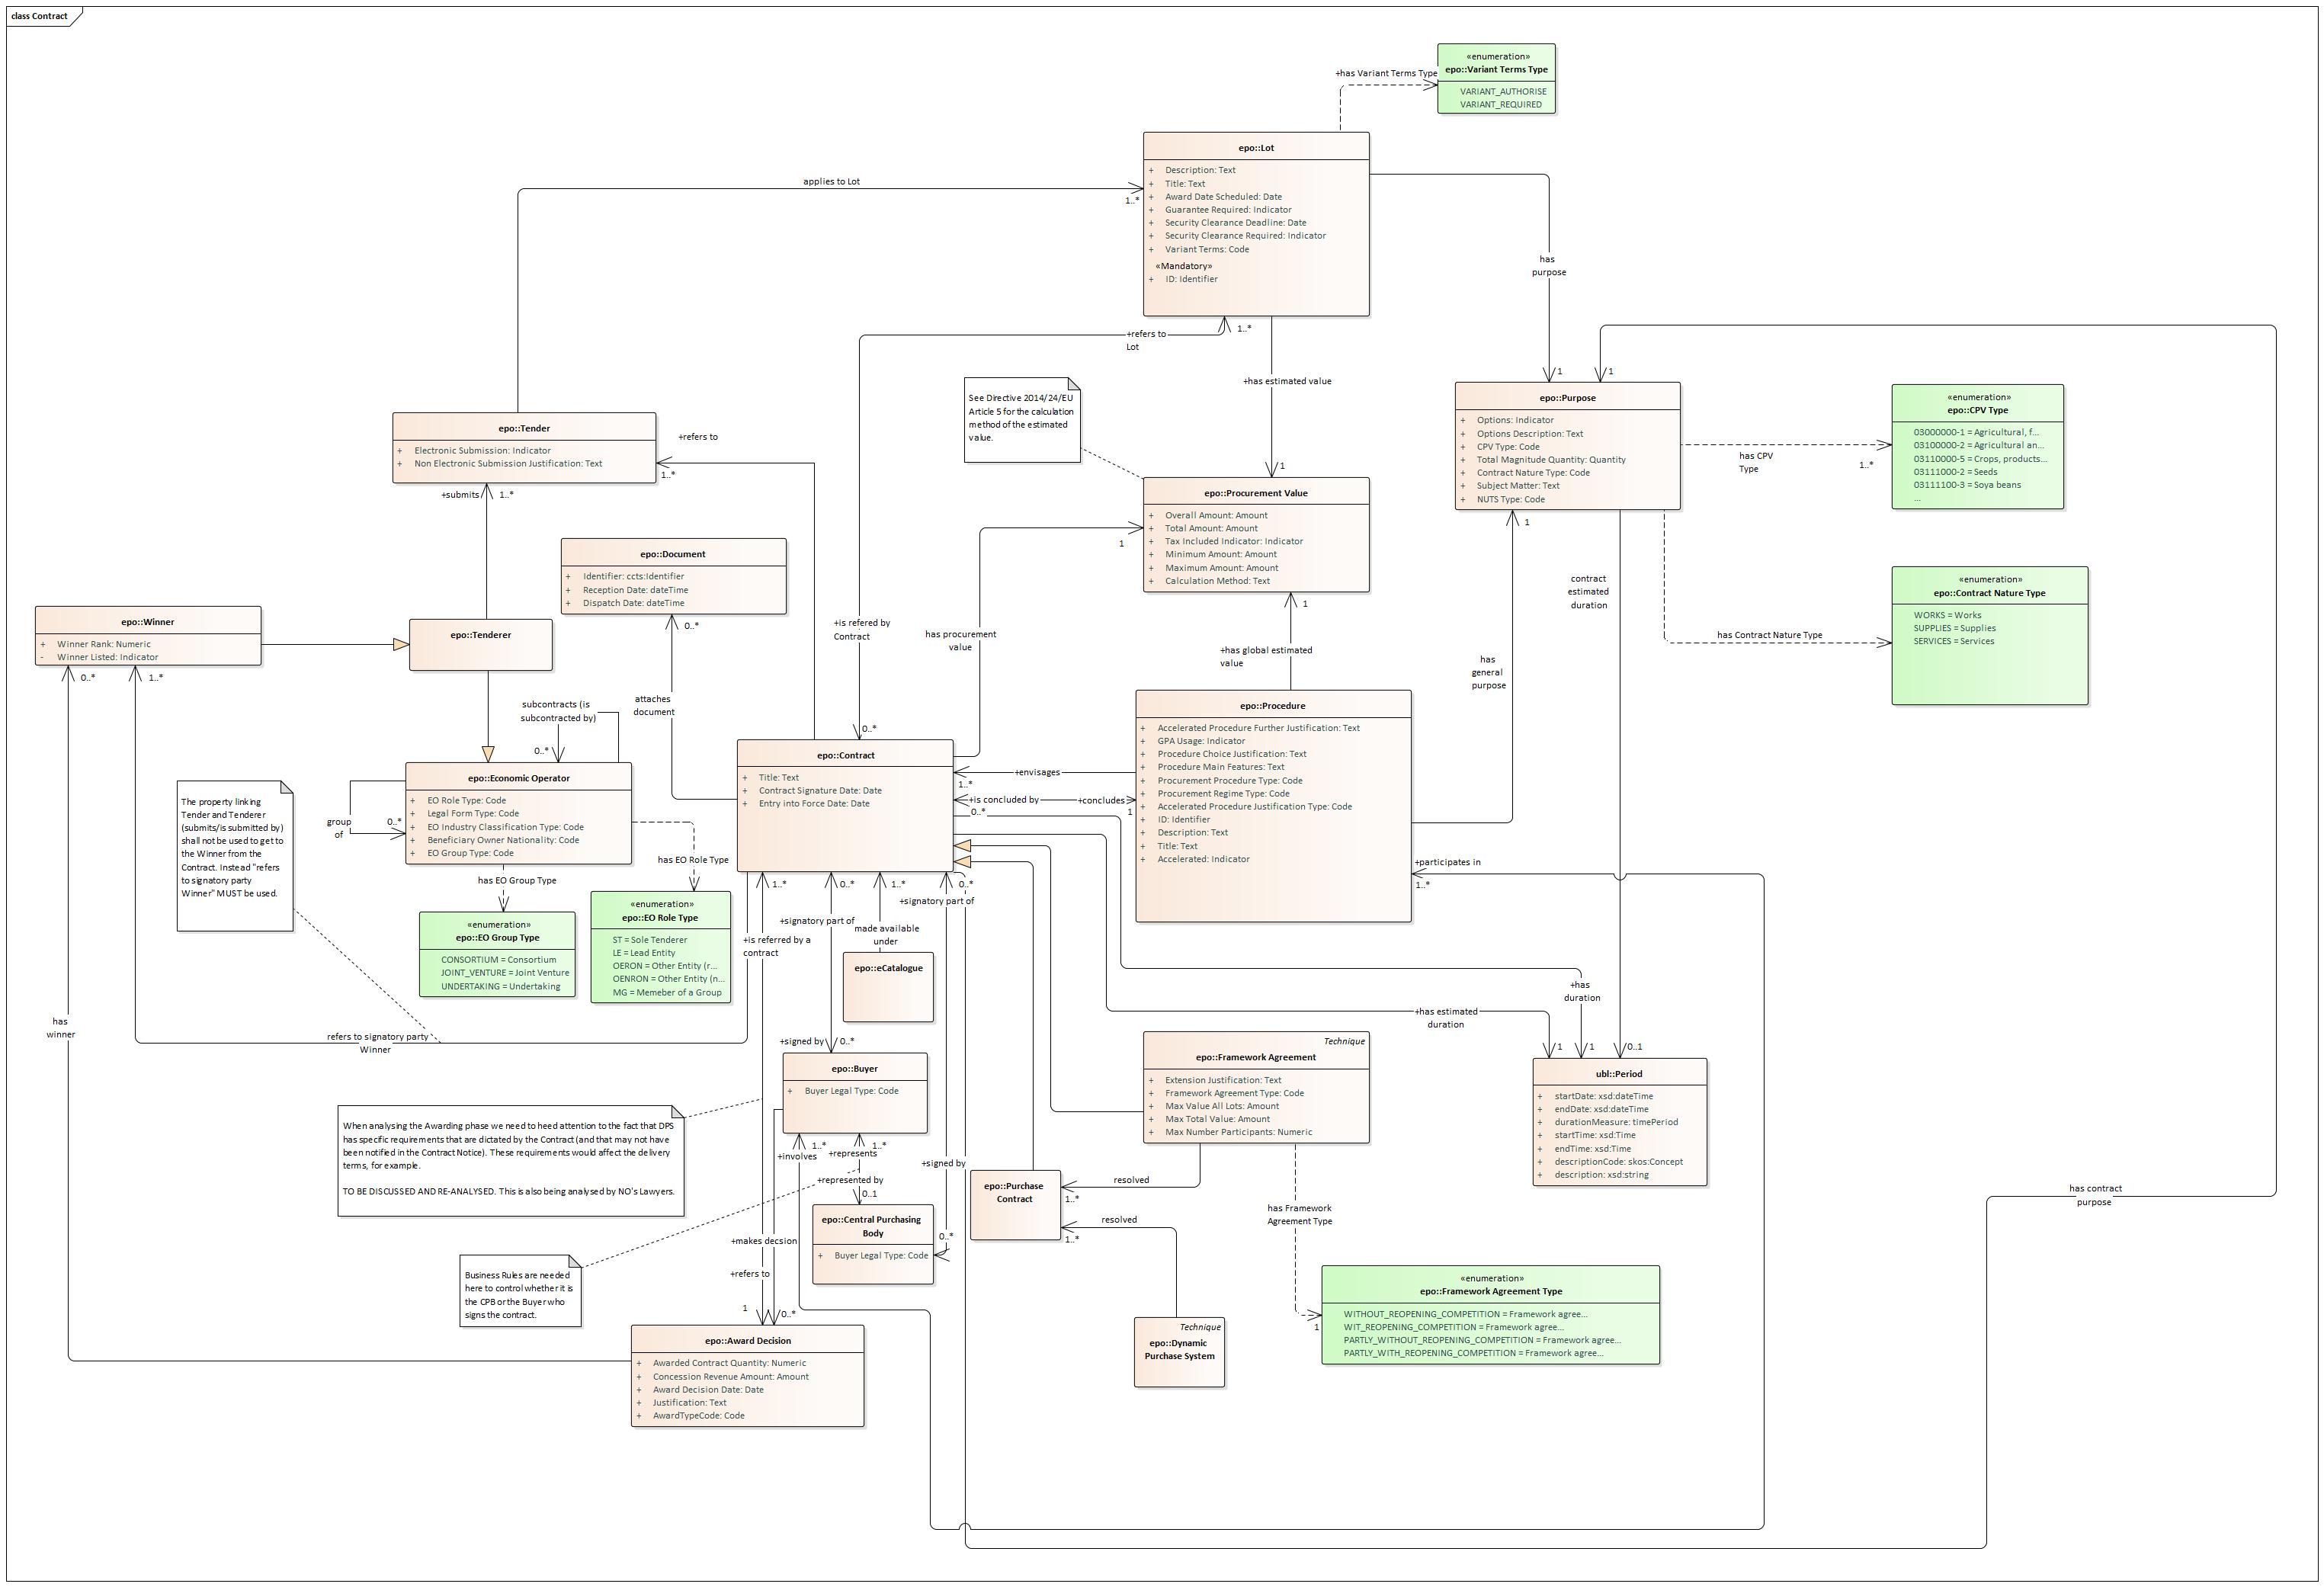 class Contract
«enumeration»
epo::Variant Terms Type
VARIANT_AUTHORISE
VARIANT_REQUIRED
+has Variant Terms Type
epo::Lot
+ Description: Text
+ Title: Text
+ Award Date Scheduled: Date
+ Guarantee Required: Indicator
+ Security Clearance Deadline: Date
+ Security Clearance Required: Indicator
+ Variant Terms: Code
«Mandatory»
+ ID: Identifier
applies to Lot
1..*
has
purpose
+refers to
Lot
1..*
+has estimated value
1
1
1
See Directive 2014/24/EU
Article 5 for the calculation
method of the estimated
value.
epo::Purpose
+ Options: Indicator
+ Options Description: Text
+ CPV Type: Code
+ Total Magnitude Quantity: Quantity
+ Contract Nature Type: Code
+ Subject Matter: Text
+ NUTS Type: Code
1
has CPV
Type
1..*
«enumeration»
epo::CPV Type
03000000-1 = Agricultural, f...
03100000-2 = Agricultural an...
03110000-5 = Crops, products...
03111000-2 = Seeds
03111100-3 = Soya beans
...
«enumeration»
epo::Contract Nature Type
WORKS = Works
SUPPLIES = Supplies
SERVICES = Services
has Contract Nature Type
epo::Tender
+ Electronic Submission: Indicator
+ Non Electronic Submission Justification: Text
+refers to
1..*
+submits
1..*
epo::Procurement Value
+ Overall Amount: Amount
+ Total Amount: Amount
+ Tax Included Indicator: Indicator
+ Minimum Amount: Amount
+ Maximum Amount: Amount
+ Calculation Method: Text
1
1
epo::Document
+ Identifier: ccts:Identifier
+ Reception Date: dateTime
+ Dispatch Date: dateTime
0..*
contract
estimated
duration
epo::Winner
+ Winner Rank: Numeric
- Winner Listed: Indicator
0..*
1..*
epo::Tenderer
+is refered by
Contract
has procurement
value
+has global estimated
value
has
general
purpose
attaches
document
subcontracts (is
subcontracted by)
0..*
0..*
epo::Procedure
+ Accelerated Procedure Further Justification: Text
+ GPA Usage: Indicator
+ Procedure Choice Justification: Text
+ Procedure Main Features: Text
+ Procurement Procedure Type: Code
+ Procurement Regime Type: Code
+ Accelerated Procedure Justification Type: Code
+ ID: Identifier
+ Description: Text
+ Title: Text
+ Accelerated: Indicator
epo::Contract
+ Title: Text
+ Contract Signature Date: Date
+ Entry into Force Date: Date
+envisages
1..*
+is concluded by
+concludes
0..*
1
+participates in
1..*
epo::Economic Operator
+ EO Role Type: Code
+ Legal Form Type: Code
+ EO Industry Classification Type: Code
+ Beneficiary Owner Nationality: Code
+ EO Group Type: Code
group
of
0..*
The property linking
Tender and Tenderer
(submits/is submitted by)
shall not be used to get to
the Winner from the
Contract. Instead "refers
to signatory party
Winner" MUST be used.
has EO Role Type
has EO Group Type
«enumeration»
epo::EO Group Type
CONSORTIUM = Consortium
JOINT_VENTURE = Joint Venture
UNDERTAKING = Undertaking
«enumeration»
epo::EO Role Type
ST = Sole Tenderer
LE = Lead Entity
OERON = Other Entity (r...
OENRON = Other Entity (n...
MG = Memeber of a Group
1..*
0..*
1..*
0..*
+signatory part of
+signatory part of
made available
under
+is referred by a
contract
epo::eCatalogue
+has
duration
+has estimated
duration
1
1
0..1
has
winner
refers to signatory party
Winner
+signed by
0..*
epo::Buyer
+ Buyer Legal Type: Code
Technique
epo::Framework Agreement
+ Extension Justification: Text
+ Framework Agreement Type: Code
+ Max Value All Lots: Amount
+ Max Total Value: Amount
+ Max Number Participants: Numeric
ubl::Period
+ startDate: xsd:dateTime
+ endDate: xsd:dateTime
+ durationMeasure: timePeriod
+ startTime: xsd:Time
+ endTime: xsd:Time
+ descriptionCode: skos:Concept
+ description: xsd:string
When analysing the Awarding phase we need to heed attention to the fact that DPS
has specific requirements that are dictated by the Contract (and that may not have
been notified in the Contract Notice). These requirements would affect the delivery
terms, for example.
TO BE DISCUSSED AND RE-ANALYSED. This is also being analysed by NO's Lawyers.
1..*
1..*
+involves
+represents
+signed by
+represented by
0..1
epo::Purchase
Contract
resolved
1..*
resolved
1..*
has contract
purpose
epo::Central Purchasing
Body
+ Buyer Legal Type: Code
0..*
has Framework
Agreement Type
+makes decsion
+refers to
1
0..*
Business Rules are needed
here to control whether it is
the CPB or the Buyer who
signs the contract.
«enumeration»
epo::Framework Agreement Type
WITHOUT_REOPENING_COMPETITION = Framework agree...
WIT_REOPENING_COMPETITION = Framework agree...
PARTLY_WITHOUT_REOPENING_COMPETITION = Framework agree...
PARTLY_WITH_REOPENING_COMPETITION = Framework agree...
1
Technique
epo::Dynamic
Purchase System
epo::Award Decision
+ Awarded Contract Quantity: Numeric
+ Concession Revenue Amount: Amount
+ Award Decision Date: Date
+ Justification: Text
+ AwardTypeCode: Code